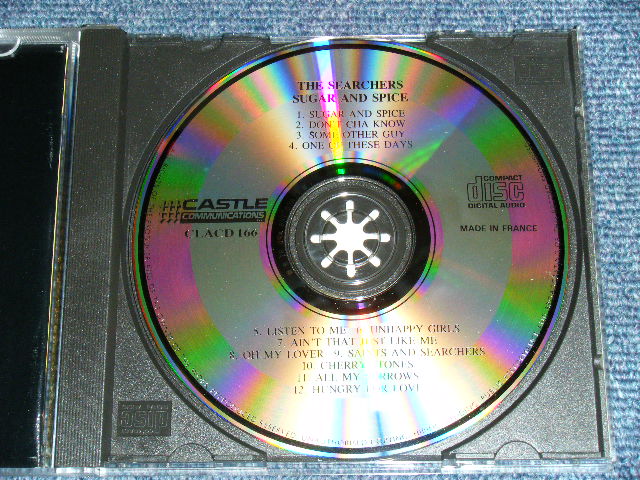 THE SEARCHERS
SUGAR AND SPICE
1. SUGAR AND SPICE
2. DON'T CHA KNOW
3. SOME OTHER GUY
4. ONE OF THESE DAYS
CASTLE
COMMUNICATIONS
CLACD 166
COMPACT
disc
DIGITAL AUDIO
MADE IN FRANCE
5. LISTEN TO ME 6. UNHAPPY GIRLS
7. AIN'T THAT JUST LIKE ME
8. OH MY LOVER 9. SAINTS AND SEARCHERS
10. CHERRY STONES
11. ALL MY SORROWS
12. HUNGRY FOR LOVE